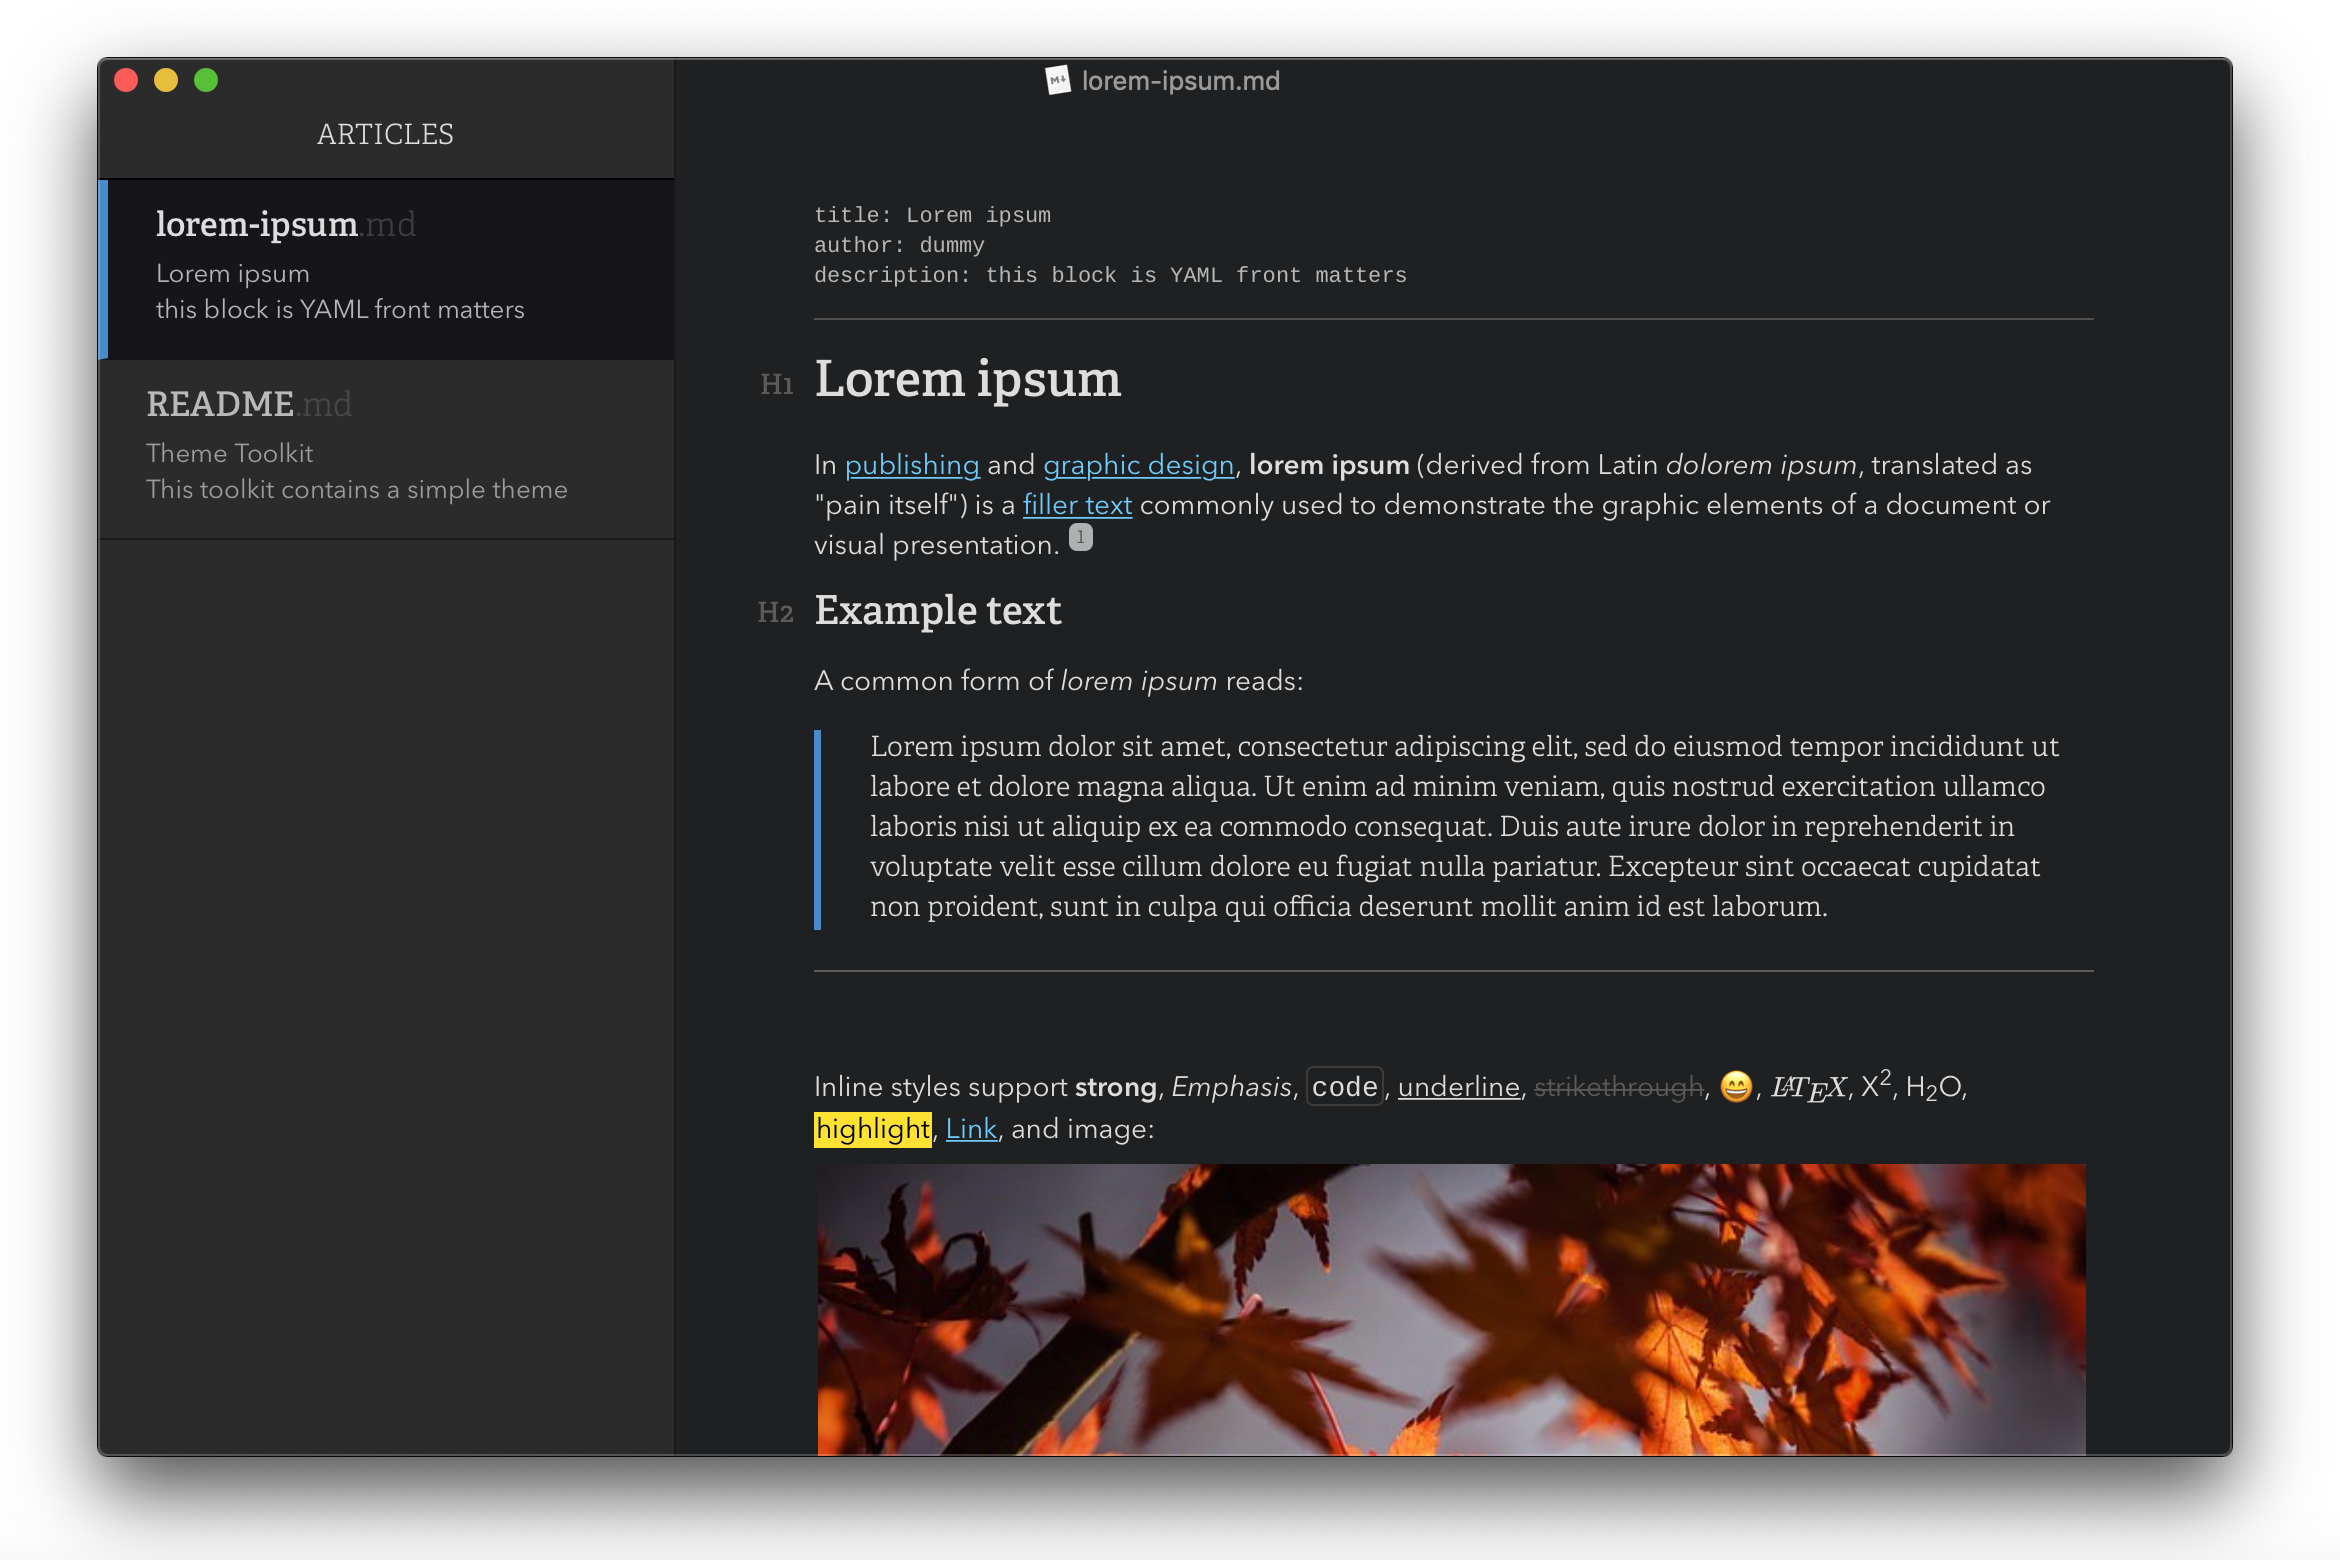 lorem-ipsum.md
ARTICLES
lorem-ipsum.md
Lorem ipsum
this block is YAML front matters
README.md
Theme Toolkit
This toolkit contains a simple theme
title: Lorem ipsum
author: dummy
description: this block is YAML front matters
H1 Lorem ipsum
In publishing and graphic design, lorem ipsum (derived from Latin dolorem ipsum, translated as
"pain itself") is a filler text commonly used to demonstrate the graphic elements of a document or
visual presentation. 1
H2 Example text
A common form of lorem ipsum reads:
Lorem ipsum dolor sit amet, consectetur adipiscing elit, sed do eiusmod tempor incididunt ut
labore et dolore magna aliqua. Ut enim ad minim veniam, quis nostrud exercitation ullamco
laboris nisi ut aliquip ex ea commodo consequat. Duis aute irure dolor in reprehenderit in
voluptate velit esse cillum dolore eu fugiat nulla pariatur. Excepteur sint occaecat cupidatat
non proident, sunt in culpa qui officia deserunt mollit anim id est laborum.
Inline styles support strong, Emphasis, code, underline, strikethrough, 😄, LATEX, X², H₂O,
highlight, Link, and image: